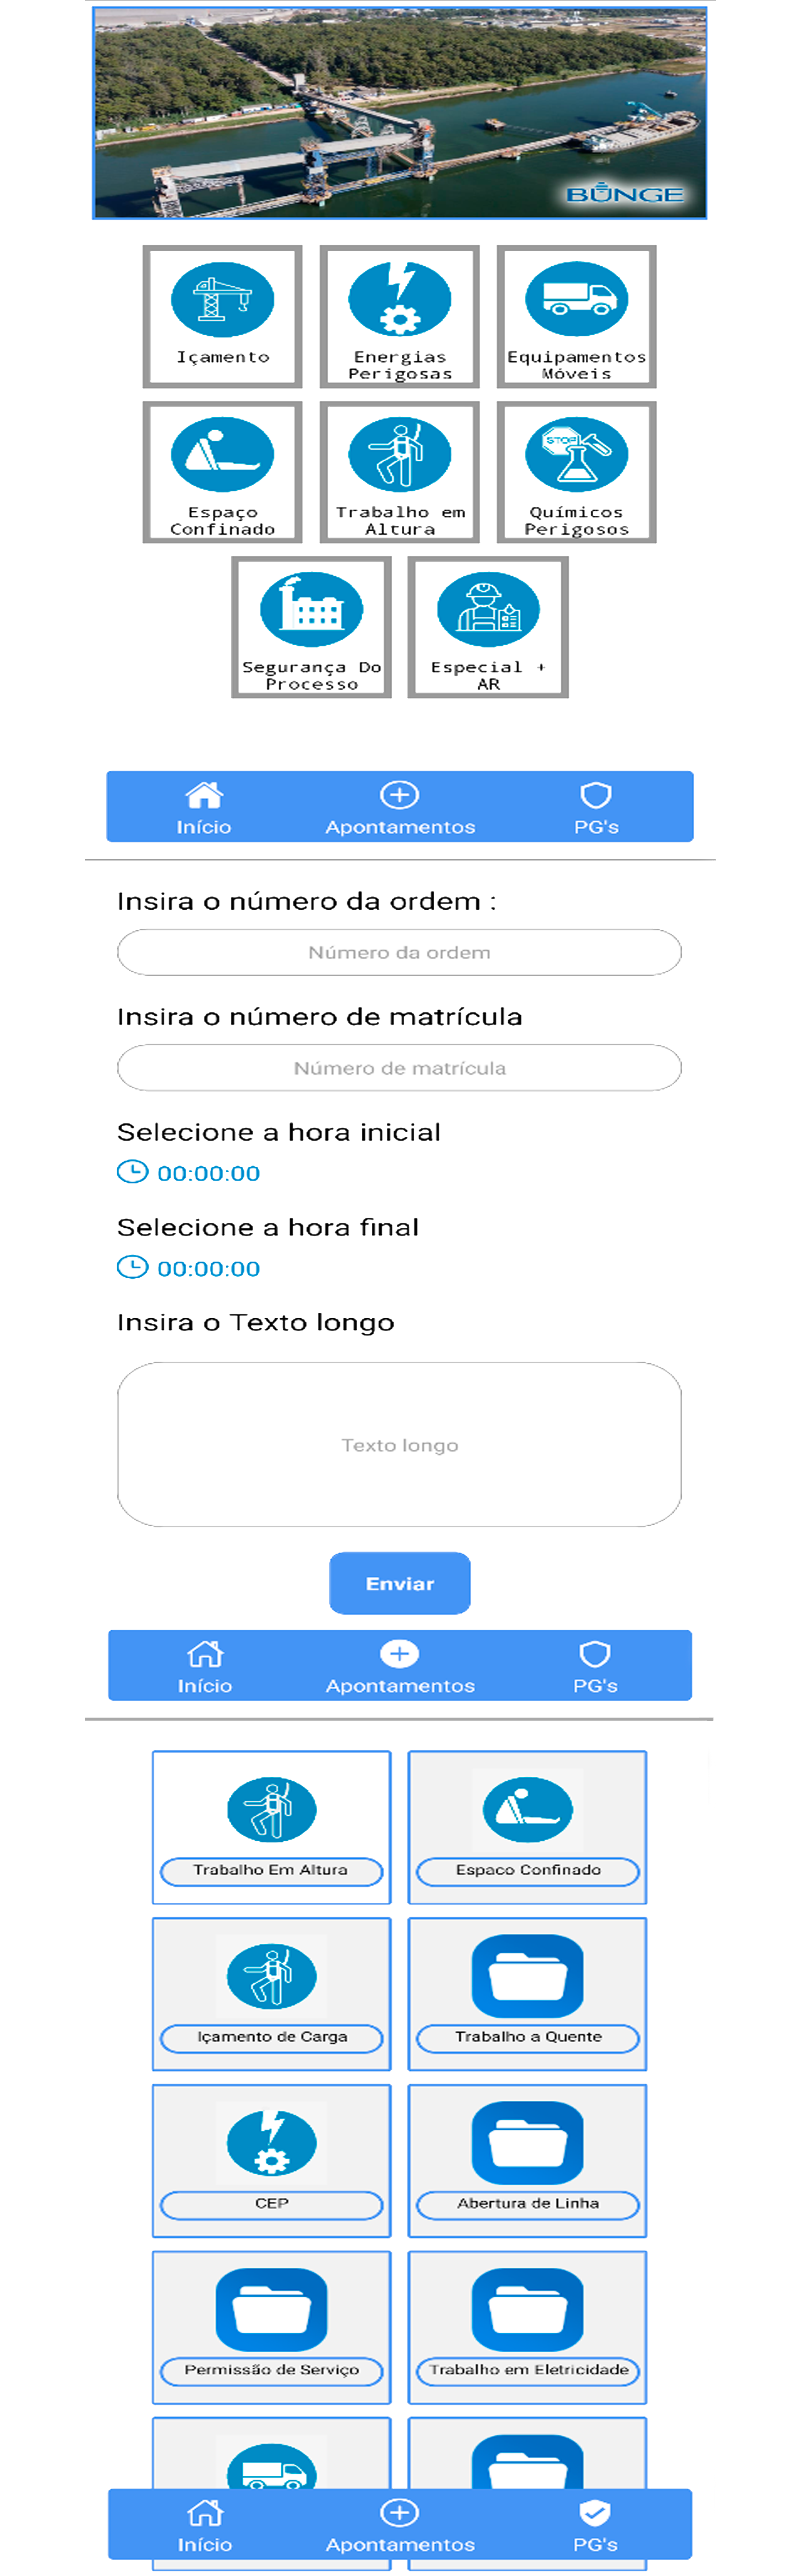 BUNGE
Içamento
Energias
Perigosas
Equipamentos
Móveis
Espaço
Confinado
Trabalho em
Altura
STOP
Químicos
Perigosos
Segurança Do
Processo
Especial +
AR
Início
Apontamentos
PG's
Insira o número da ordem :
Número da ordem
Insira o número de matrícula
Número de matrícula
Selecione a hora inicial
00:00:00
Selecione a hora final
00:00:00
Insira o Texto longo
Texto longo
Enviar
Início
Apontamentos
PG's
Trabalho Em Altura
Espaco Confinado
Içamento de Carga
Trabalho a Quente
CEP
Abertura de Linha
Permissão de Serviço
Trabalho em Eletricidade
Início
Apontamentos
PG's